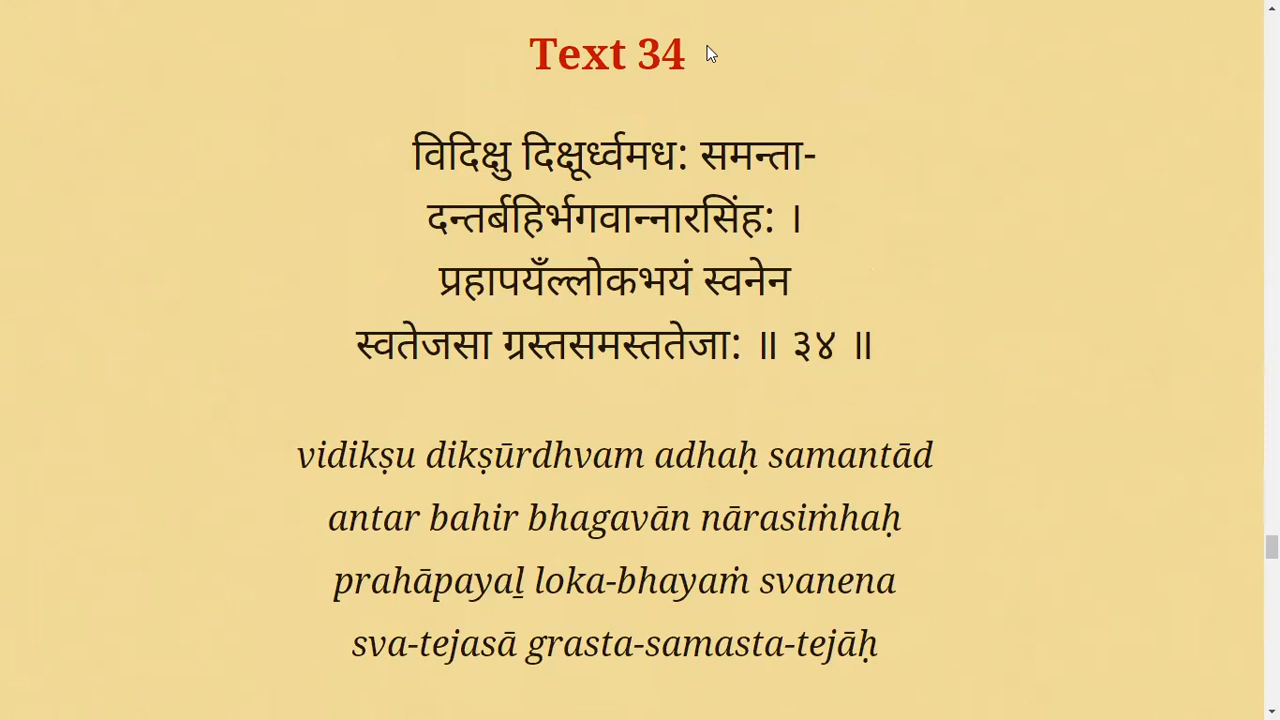 Text 34
विदिक्षु दिक्षूर्ध्वमध: समन्ता-
दन्तर्बहिर्भगवान्नारसिंह: ।
प्रहापयँल्लोकभयं स्वनेन
स्वतेजसा ग्रस्तसमस्ततेजा: ॥ ३४ ॥
vidikṣu dikṣūrdhvam adhaḥ samantād
antar bahir bhagavān nārasiṁhaḥ
prahāpayaḻ loka-bhayaṁ svanena
sva-tejasā grasta-samasta-tejāḥ